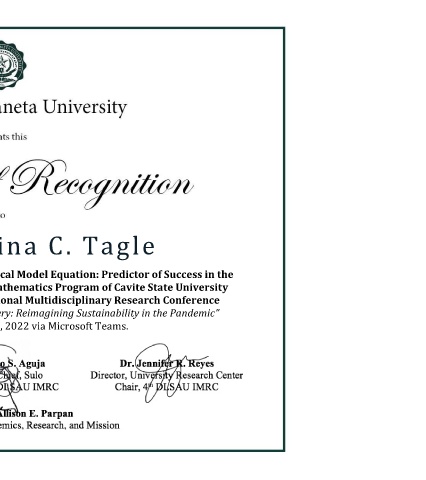 aneta University
ts this
Recognition
o
ina C. Tagle
cal Model Equation: Predictor of Success in the
athematics Program of Cavite State University
onal Multidisciplinary Research Conference
ery: Reimagining Sustainability in the Pandemic”
, 2022 via Microsoft Teams.
o S. Aguja Dr. Jennifer R. Reyes
Chief, Sulo Director, University Research Center
DLSAU IMRC Chair, 4th DLSAU IMRC
Allison E. Parpan
emics, Research, and Mission